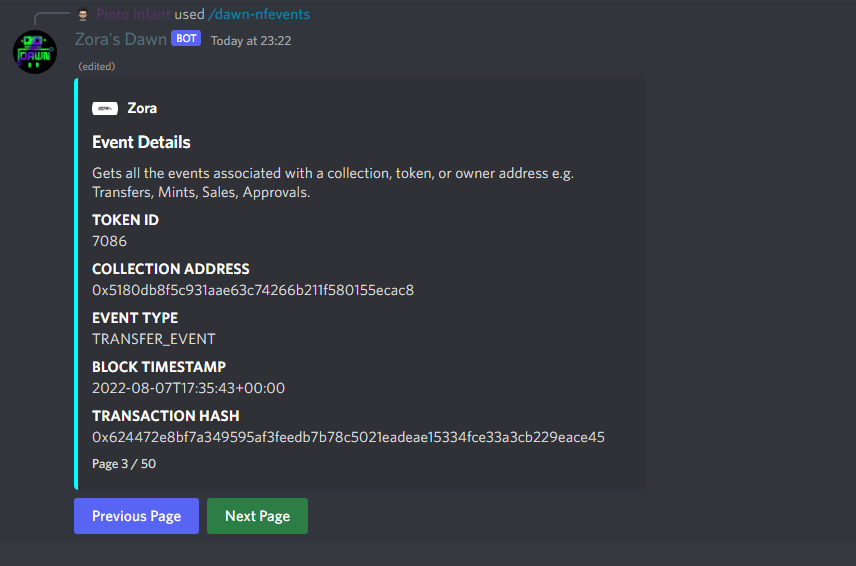 Pinto Infant used /dawn-nfevents
Zora's Dawn BOT Today at 23:22
DAWN
(edited)
Zora
Event Details
Gets all the events associated with a collection, token, or owner address e.g.
Transfers, Mints, Sales, Approvals.
TOKEN ID
7086
COLLECTION ADDRESS
0x5180db8f5c931aae63c74266b211f580155ecac8
EVENT TYPE
TRANSFER_EVENT
BLOCK TIMESTAMP
2022-08-07T17:35:43+00:00
TRANSACTION HASH
0x624472e8bf7a349595af3feedb7b78c5021eadeae15334fce33a3cb229eace45
Page 3 / 50
Previous Page Next Page